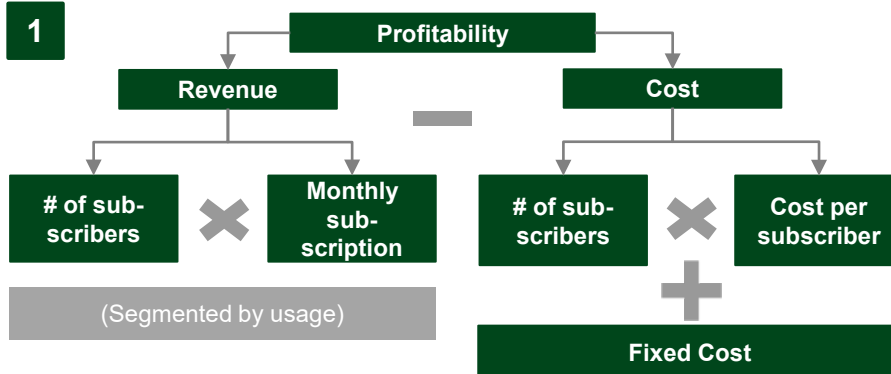 1
Profitability
Revenue
Cost
# of sub-
scribers
Monthly
sub-
scription
# of sub-
scribers
Cost per
subscriber
(Segmented by usage)
Fixed Cost